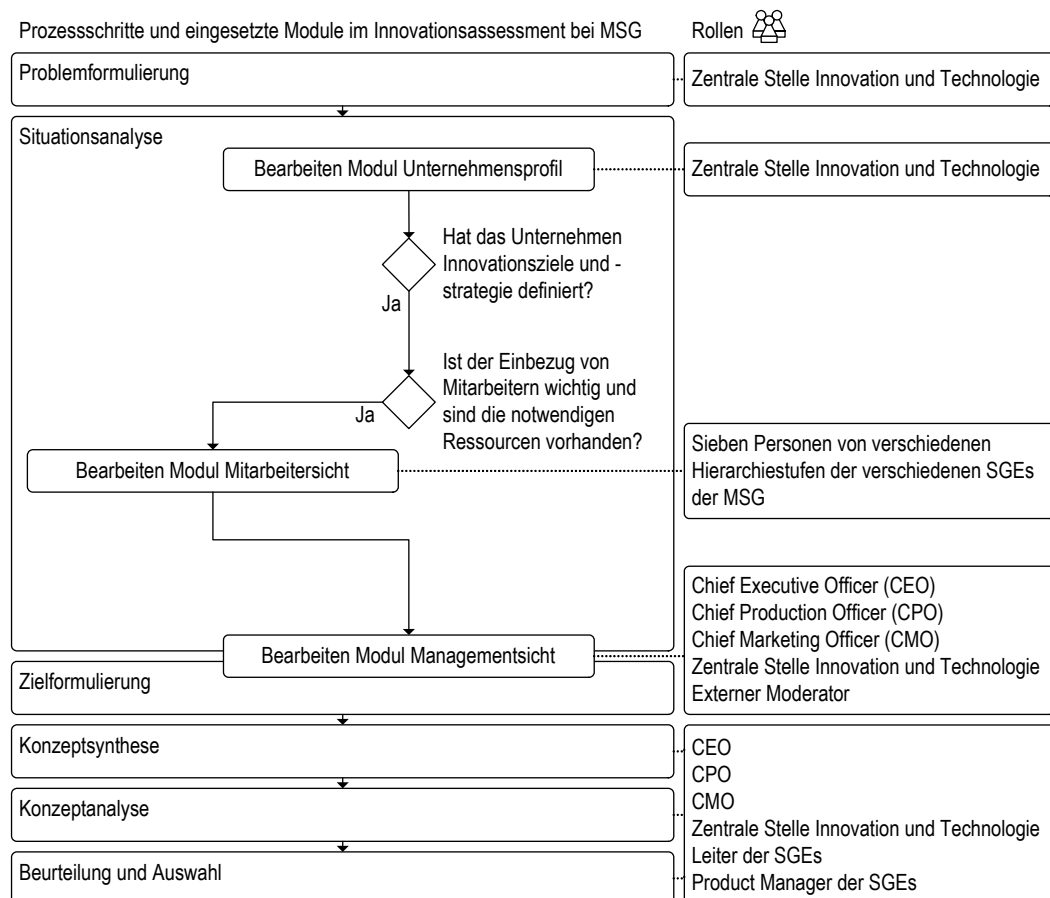 Prozessschritte und eingesetzte Module im Innovationsassessment bei MSG
Rollen
Problemformulierung
Zentrale Stelle Innovation und Technologie
Situationsanalyse
Bearbeiten Modul Unternehmensprofil
Zentrale Stelle Innovation und Technologie
Hat das Unternehmen
Innovationsziele und -
strategie definiert?
Ja
Ist der Einbezug von
Mitarbeitern wichtig und
sind die notwendigen
Ressourcen vorhanden?
Ja
Bearbeiten Modul Mitarbeitersicht
Sieben Personen von verschiedenen
Hierarchiestufen der verschiedenen SGEs
der MSG
Bearbeiten Modul Managementsicht
Chief Executive Officer (CEO)
Chief Production Officer (CPO)
Chief Marketing Officer (CMO)
Zentrale Stelle Innovation und Technologie
Externer Moderator
Zielformulierung
Konzeptsynthese
Konzeptanalyse
Beurteilung und Auswahl
CEO
CPO
CMO
Zentrale Stelle Innovation und Technologie
Leiter der SGEs
Product Manager der SGEs